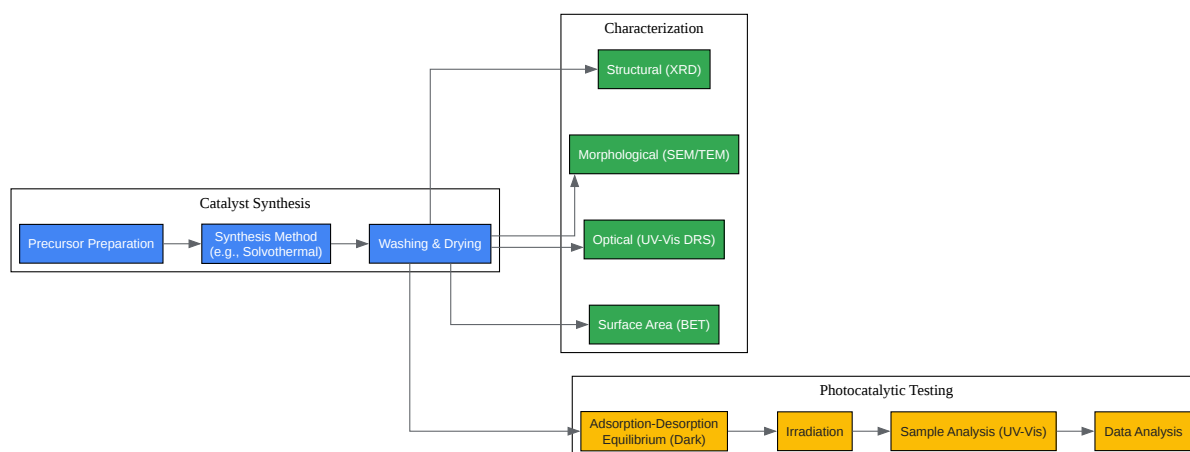 Characterization
Structural (XRD)
Morphological (SEM/TEM)
Optical (UV-Vis DRS)
Surface Area (BET)
Catalyst Synthesis
Precursor Preparation
Synthesis Method
(e.g., Solvothermal)
Washing & Drying
Photocatalytic Testing
Adsorption-Desorption
Equilibrium (Dark)
Irradiation
Sample Analysis (UV-Vis)
Data Analysis